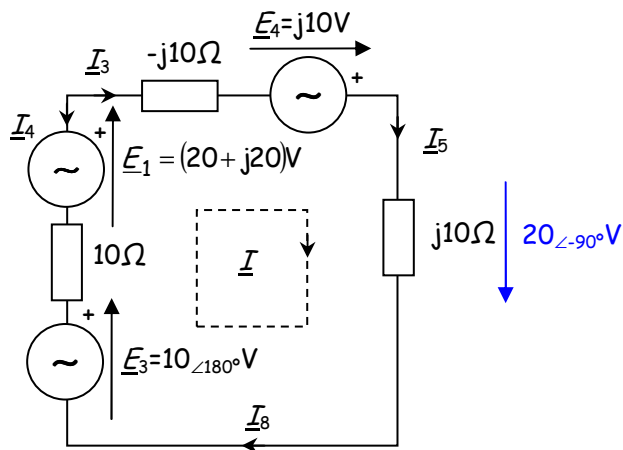 E4=j10V
-j10Ω
I3
+
~
I4
+
~
E1 = (20 + j20)V
I5
10Ω
I
j10Ω
20∠-90°V
+
~
E3=10∠180°V
I8